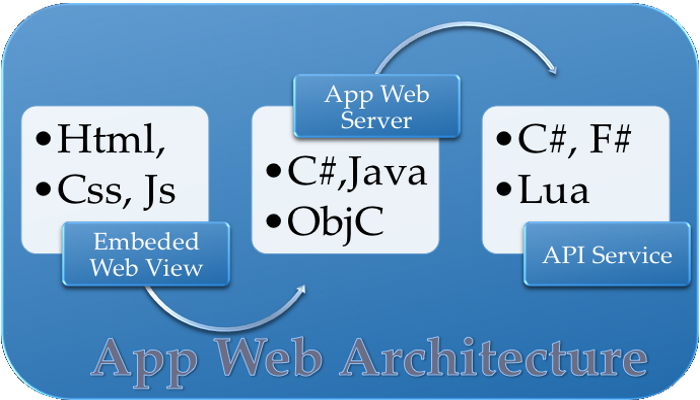 •Html,
•Css, Js
Embeded
Web View
App Web
Server
•C#,Java
•ObjC
•C#, F#
•Lua
API Service
App Web Architecture